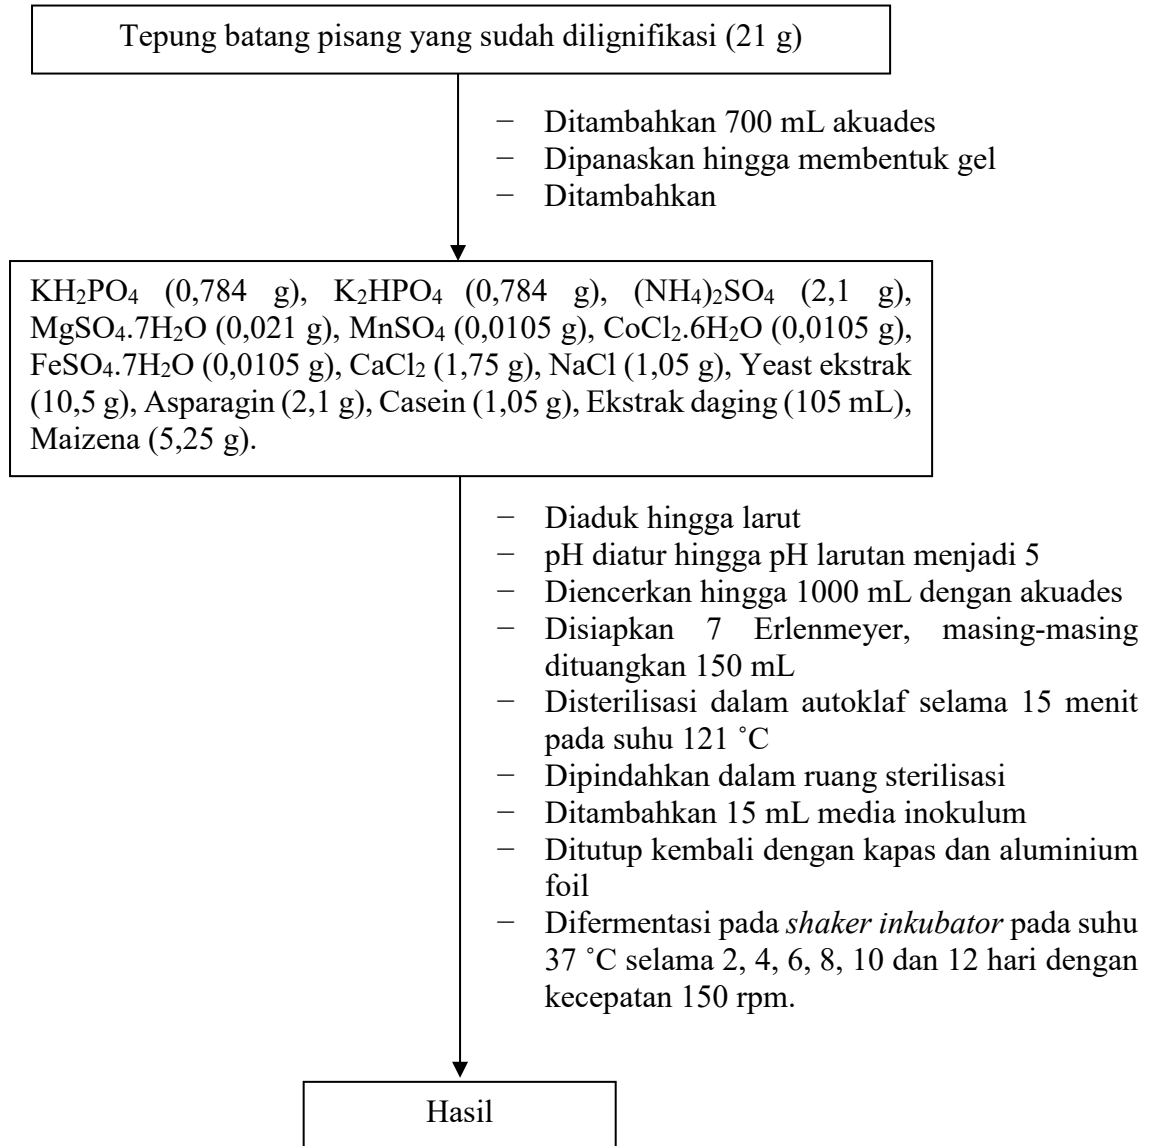 Tepung batang pisang yang sudah dilignifikasi (21 g)
− Ditambahkan 700 mL akuades
− Dipanaskan hingga membentuk gel
− Ditambahkan
KH₂PO₄ (0,784 g), K₂HPO₄ (0,784 g), (NH₄)₂SO₄ (2,1 g),
MgSO₄.7H₂O (0,021 g), MnSO₄ (0,0105 g), CoCl₂.6H₂O (0,0105 g),
FeSO₄.7H₂O (0,0105 g), CaCl₂ (1,75 g), NaCl (1,05 g), Yeast ekstrak
(10,5 g), Asparagin (2,1 g), Casein (1,05 g), Ekstrak daging (105 mL),
Maizena (5,25 g).
− Diaduk hingga larut
− pH diatur hingga pH larutan menjadi 5
− Diencerkan hingga 1000 mL dengan akuades
− Disiapkan 7 Erlenmeyer, masing-masing
dituangkan 150 mL
− Disterilisasi dalam autoklaf selama 15 menit
pada suhu 121 ˚C
− Dipindahkan dalam ruang sterilisasi
− Ditambahkan 15 mL media inokulum
− Ditutup kembali dengan kapas dan aluminium
foil
− Difermentasi pada shaker inkubator pada suhu
37 ˚C selama 2, 4, 6, 8, 10 dan 12 hari dengan
kecepatan 150 rpm.
Hasil